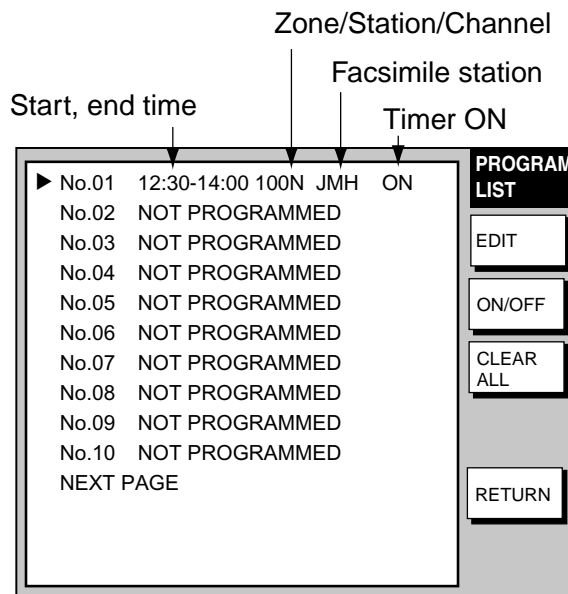 Zone/Station/Channel
Facsimile station
Start, end time
Timer ON
▶ No.01 12:30-14:00 100N JMH ON
No.02 NOT PROGRAMMED
No.03 NOT PROGRAMMED
No.04 NOT PROGRAMMED
No.05 NOT PROGRAMMED
No.06 NOT PROGRAMMED
No.07 NOT PROGRAMMED
No.08 NOT PROGRAMMED
No.09 NOT PROGRAMMED
No.10 NOT PROGRAMMED
NEXT PAGE
PROGRAM
LIST
EDIT
ON/OFF
CLEAR
ALL
RETURN